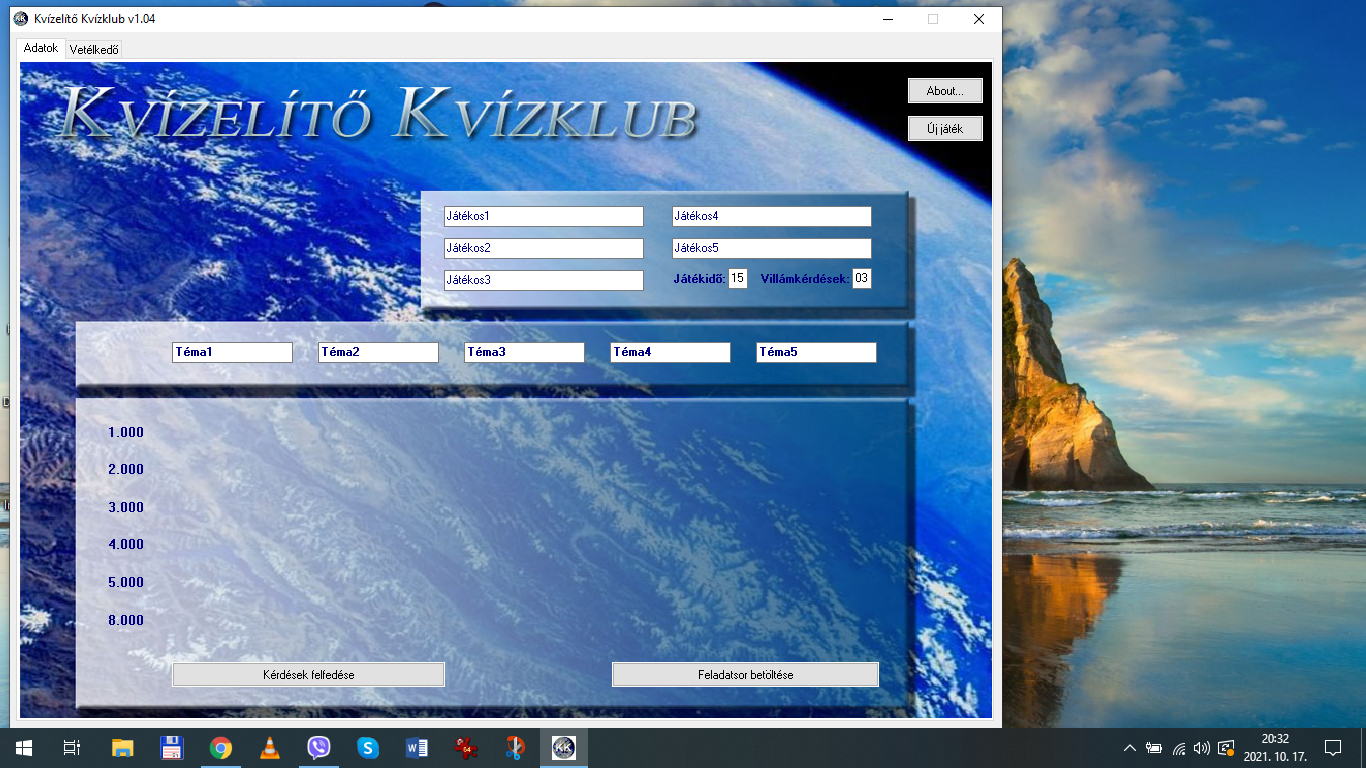 Kvízelítő Kvízklub v1.04
Adatok
Vetélkedő
KVÍZELÍTŐ KVÍZKLUB
About...
Új játék
Játékos1
Játékos4
Játékos2
Játékos5
Játékos3
Játékidő: 15
Villámkérdések: 03
Téma1
Téma2
Téma3
Téma4
Téma5
1.000
2.000
3.000
4.000
5.000
8.000
Kérdések felfedése
Feladatsor betöltése
64
KK
20:32
2021. 10. 17.